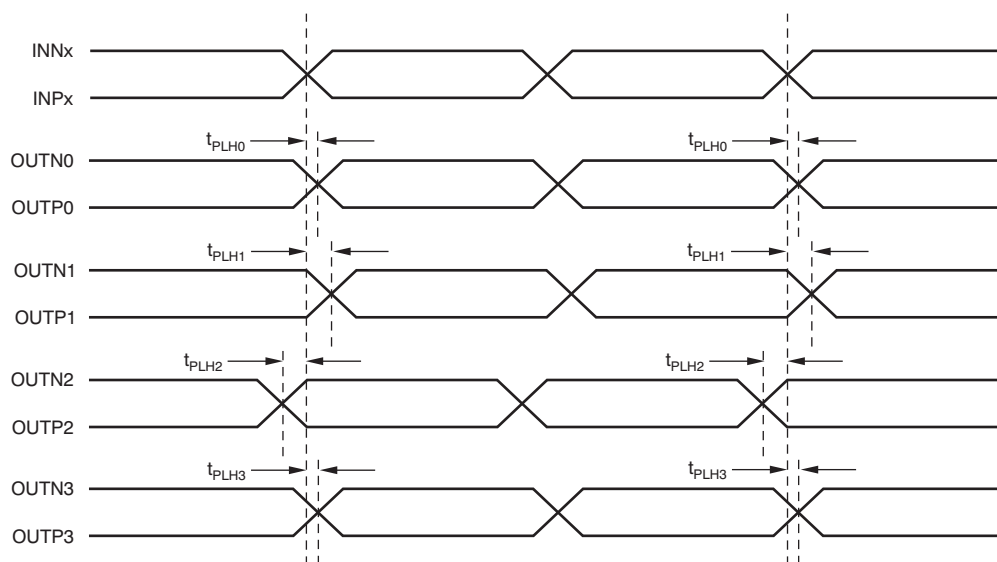 INNx
INPx
tPLH0 tPLH0
OUTN0
OUTP0
tPLH1 tPLH1
OUTN1
OUTP1
tPLH2 tPLH2
OUTN2
OUTP2
tPLH3 tPLH3
OUTN3
OUTP3